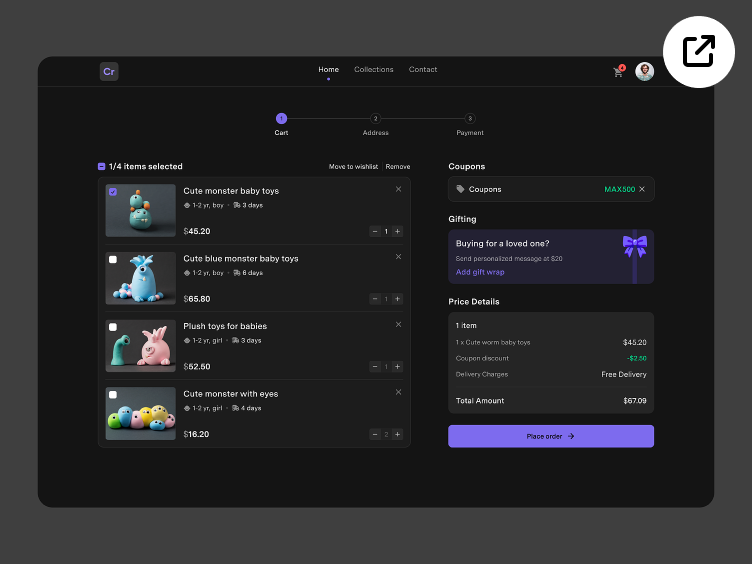 Cr
Home Collections Contact
4
1 2 3
Cart Address Payment
1/4 items selected
Move to wishlist Remove
Cute monster baby toys
1-2 yr, boy • 3 days
$45.20
1
Cute blue monster baby toys
1-2 yr, boy • 6 days
$65.80
1
Plush toys for babies
1-2 yr, girl • 3 days
$52.50
1
Cute monster with eyes
1-2 yr, girl • 4 days
$16.20
2
Coupons
Coupons MAX500
Gifting
Buying for a loved one?
Send personalized message at $20
Add gift wrap
Price Details
1 item
1 x Cute worm baby toys $45.20
Coupon discount -$2.50
Delivery Charges Free Delivery
Total Amount $67.09
Place order